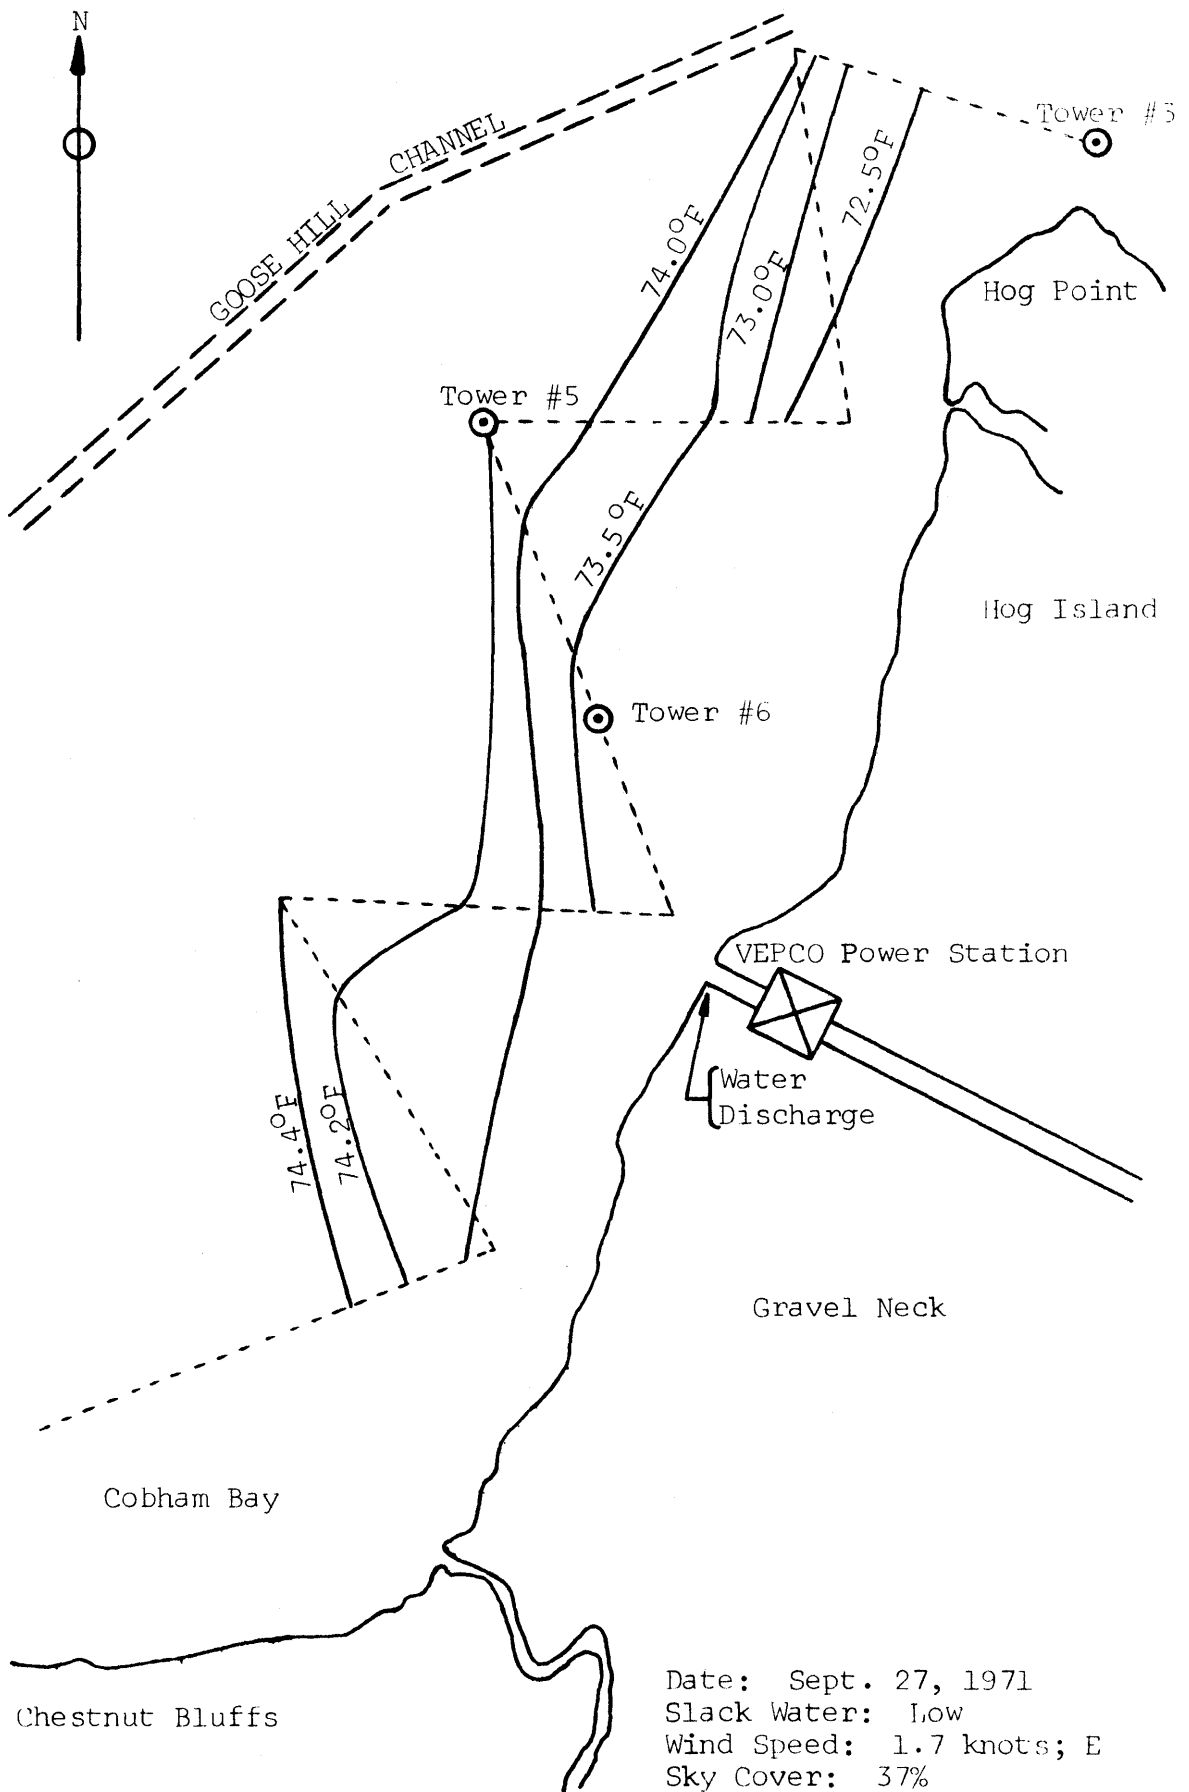 N
GOOSE HILL CHANNEL
Tower #3
72.5°F
74.0°F
73.0°F
Hog Point
Tower #5
73.5°F
Hog Island
Tower #6
VEPCO Power Station
Water
Discharge
74.4°F
74.2°F
Gravel Neck
Cobham Bay
Chestnut Bluffs
Date: Sept. 27, 1971
Slack Water: Low
Wind Speed: 1.7 knots; E
Sky Cover: 37%